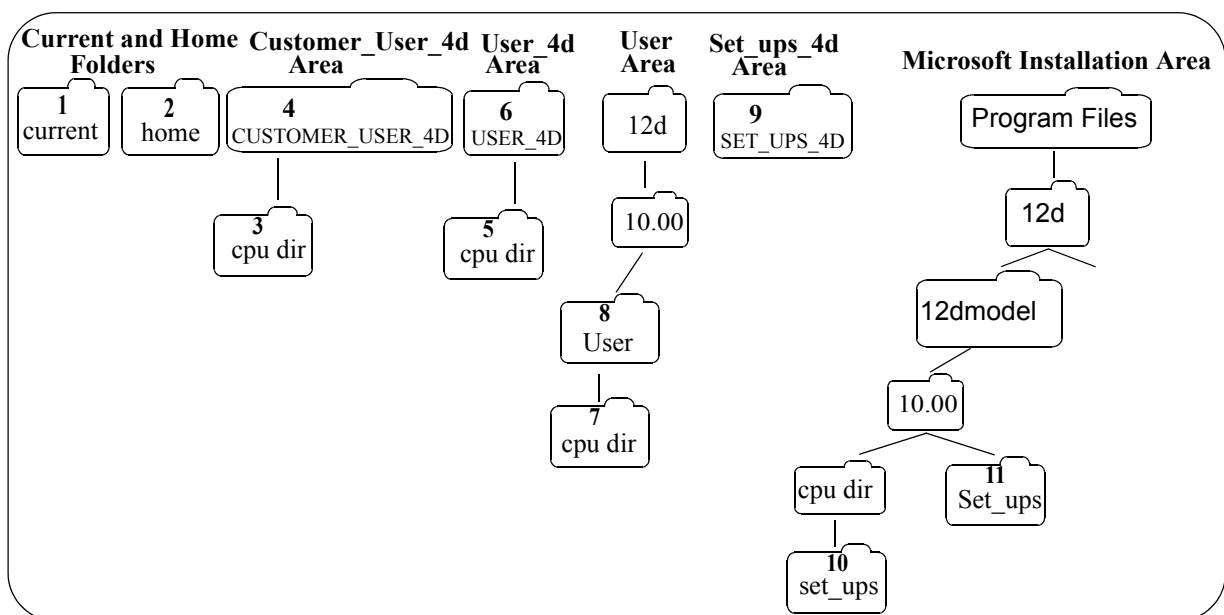 Current and Home
Folders
Customer_User_4d
Area
User_4d
Area
User
Area
Set_ups_4d
Area
Microsoft Installation Area
1
current
2
home
4
CUSTOMER_USER_4D
6
USER_4D
12d
9
SET_UPS_4D
Program Files
3
cpu dir
5
cpu dir
10.00
12d
8
User
12dmodel
7
cpu dir
10.00
cpu dir
11
Set_ups
10
set_ups